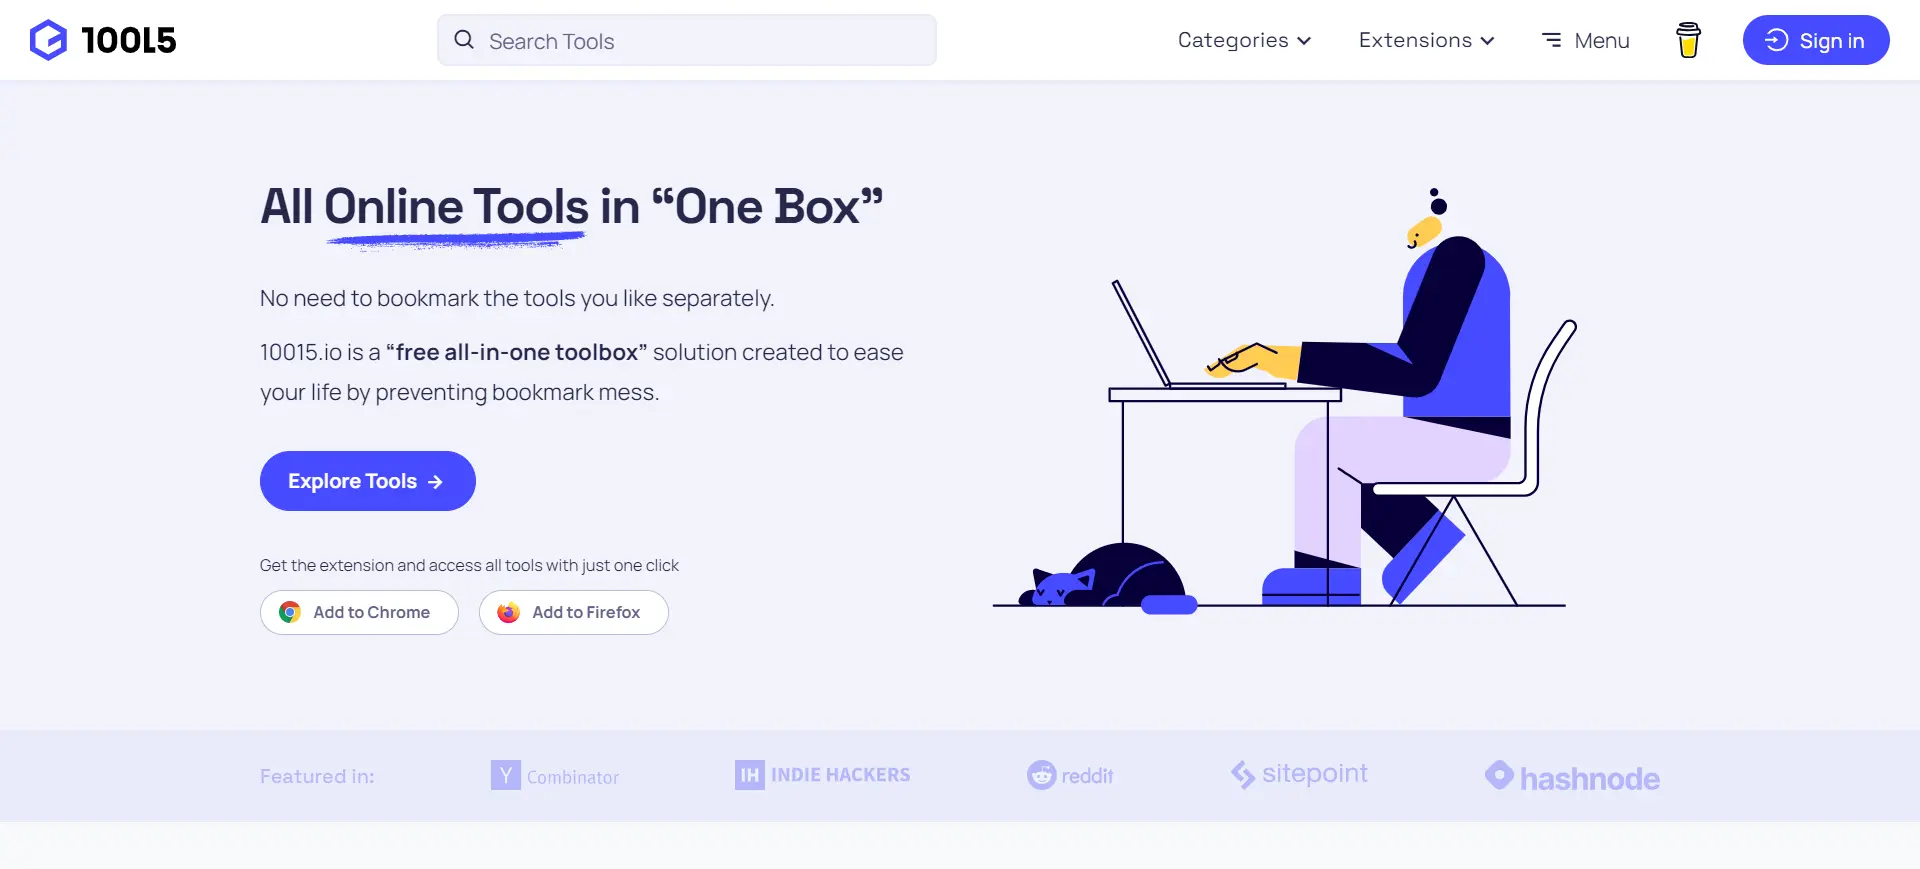 10015
Search Tools
Categories
Extensions
Menu
Sign in
All Online Tools in “One Box”
No need to bookmark the tools you like separately.
10015.io is a “free all-in-one toolbox” solution created to ease
your life by preventing bookmark mess.
Explore Tools →
Get the extension and access all tools with just one click
Add to Chrome
Add to Firefox
Featured in:
Y Combinator
IH INDIE HACKERS
reddit
sitepoint
hashnode